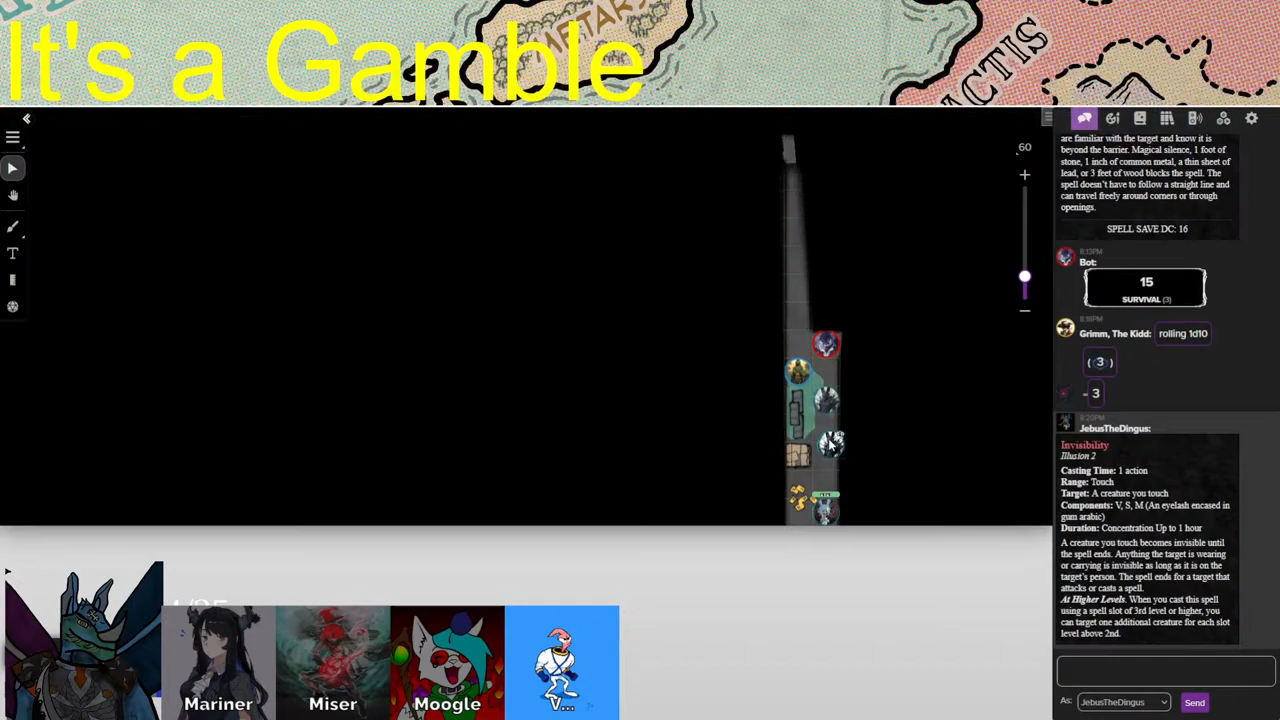 It's a Gamble
METARS
ACTIS
60
are familiar with the target and know it is
beyond the barrier. Magical silence, 1 foot of
stone, 1 inch of common metal, a thin sheet of
lead, or 3 feet of wood blocks the spell. The
spell doesn't have to follow a straight line and
can travel freely around corners or through
openings.
SPELL SAVE DC: 16
8:13PM
Bot:
15
SURVIVAL (3)
8:18PM
Grimm, The Kidd: rolling 1d10
(3)
= 3
8:20PM
JebusTheDingus:
Invisibility
Illusion 2
Casting Time: 1 action
Range: Touch
Target: A creature you touch
Components: V, S, M (An eyelash encased in
gum arabic)
Duration: Concentration Up to 1 hour
A creature you touch becomes invisible until
the spell ends. Anything the target is wearing
or carrying is invisible as long as it is on the
target's person. The spell ends for a target that
attacks or casts a spell.
At Higher Levels. When you cast this spell
using a spell slot of 3rd level or higher, you
can target one additional creature for each slot
level above 2nd.
As: JebusTheDingus Send
Mariner
Miser
Moogle
V...